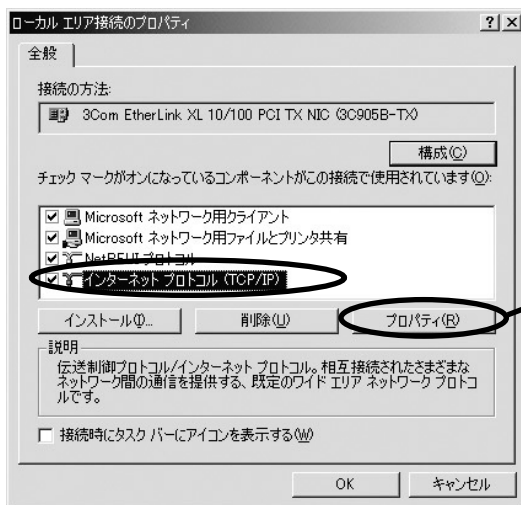 ローカル エリア接続のプロパティ
全般
接続の方法:
3Com EtherLink XL 10/100 PCI TX NIC (3C905B-TX)
構成(C)
チェック マークがオンになっているコンポーネントがこの接続で使用されています(O):
Microsoft ネットワーク用クライアント
Microsoft ネットワーク用ファイルとプリンタ共有
NetBEUI プロトコル
インターネット プロトコル (TCP/IP)
インストール(I)... 削除(U) プロパティ(R)
説明
伝送制御プロトコル/インターネット プロトコル。相互接続されたさまざまな
ネットワーク間の通信を提供する、既定のワイド エリア ネットワーク プロトコ
ルです。
接続時にタスク バーにアイコンを表示する(W)
OK キャンセル